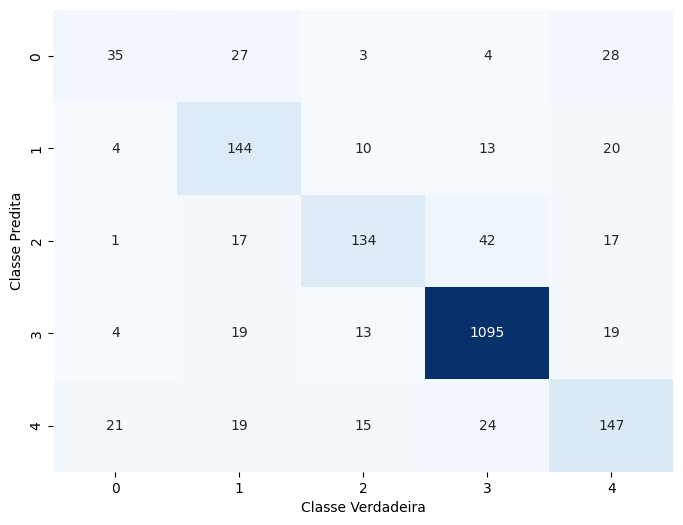 0 35 27 3 4 28
1 4 144 10 13 20
2 1 17 134 42 17
3 4 19 13 1095 19
4 21 19 15 24 147
0 1 2 3 4
Classe Verdadeira
Classe Predita